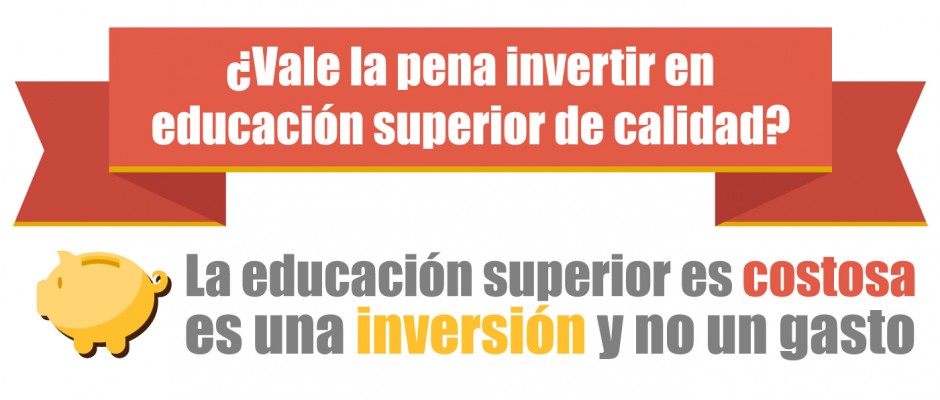 ¿Vale la pena invertir en
educación superior de calidad?
La educación superior es costosa
es una inversión y no un gasto